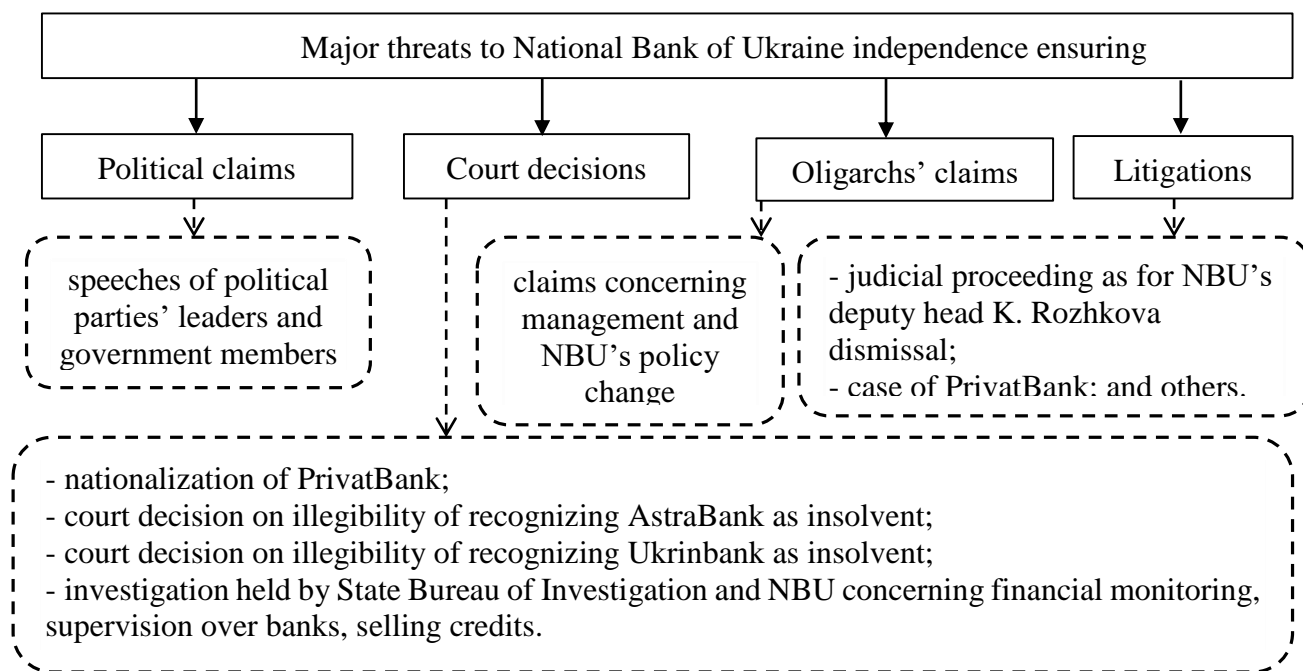 Major threats to National Bank of Ukraine independence ensuring
Political claims
Court decisions
Oligarchs’ claims
Litigations
speeches of political
parties’ leaders and
government members
claims concerning
management and
NBU’s policy
change
- judicial proceeding as for NBU’s
deputy head K. Rozhkova
dismissal;
- case of PrivatBank; and others.
- nationalization of PrivatBank;
- court decision on illegibility of recognizing AstraBank as insolvent;
- court decision on illegibility of recognizing Ukrinbank as insolvent;
- investigation held by State Bureau of Investigation and NBU concerning financial monitoring,
supervision over banks, selling credits.